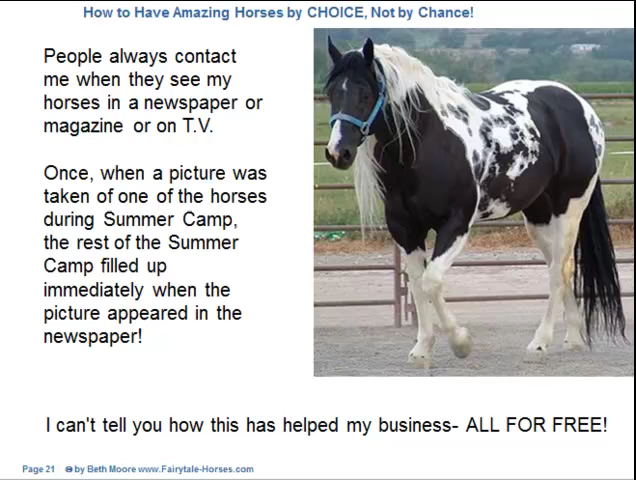 How to Have Amazing Horses by CHOICE, Not by Chance!
People always contact
me when they see my
horses in a newspaper or
magazine or on T.V.
Once, when a picture was
taken of one of the horses
during Summer Camp,
the rest of the Summer
Camp filled up
immediately when the
picture appeared in the
newspaper!
I can't tell you how this has helped my business- ALL FOR FREE!
Page 21 © by Beth Moore www.Fairytale-Horses.com